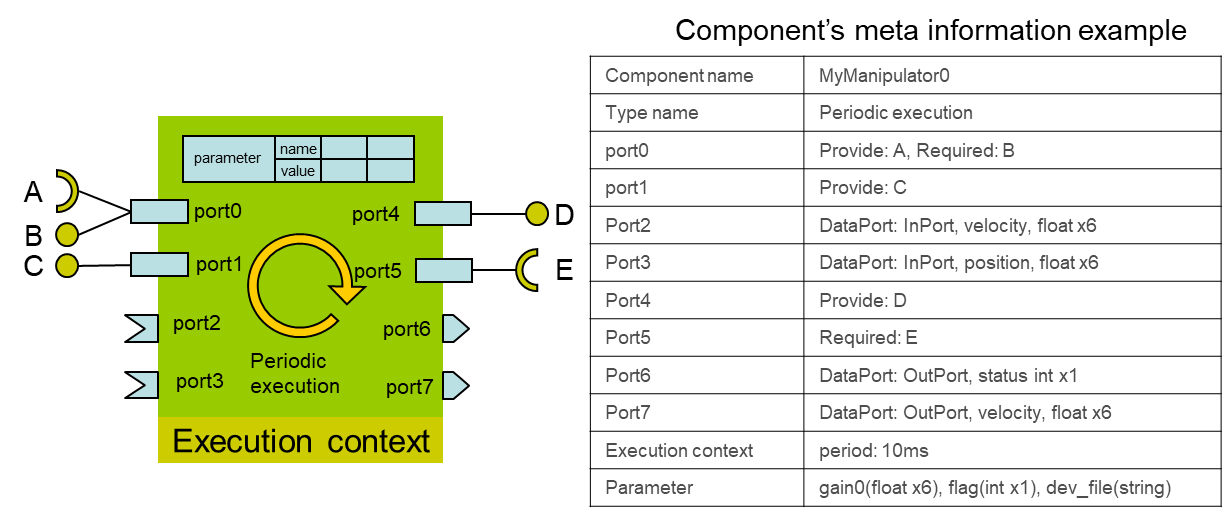 Component's meta information example
parameter
name
value
A
B
C
port0
port1
port2
port3
port4
port5
port6
port7
D
E
Periodic
execution
Execution context
Component name MyManipulator0
Type name Periodic execution
port0 Provide: A, Required: B
port1 Provide: C
Port2 DataPort: InPort, velocity, float x6
Port3 DataPort: InPort, position, float x6
Port4 Provide: D
Port5 Required: E
Port6 DataPort: OutPort, status int x1
Port7 DataPort: OutPort, velocity, float x6
Execution context period: 10ms
Parameter gain0(float x6), flag(int x1), dev_file(string)